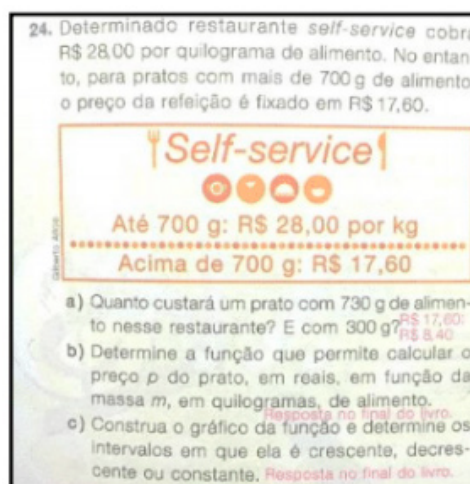 24. Determinado restaurante self-service cobra
R$ 28,00 por quilograma de alimento. No entan-
to, para pratos com mais de 700 g de alimento
o preço da refeição é fixado em R$ 17,60.
Self-service
Até 700 g: R$ 28,00 por kg
Acima de 700 g: R$ 17,60
Gilberto Alicio
a) Quanto custará um prato com 730 g de alimen-
to nesse restaurante? E com 300 g? R$ 17,60;
R$ 8,40
b) Determine a função que permite calcular o
preço p do prato, em reais, em função da
massa m, em quilogramas, de alimento.
Resposta no final do livro.
c) Construa o gráfico da função e determine os
intervalos em que ela é crescente, decres-
cente ou constante. Resposta no final do livro.